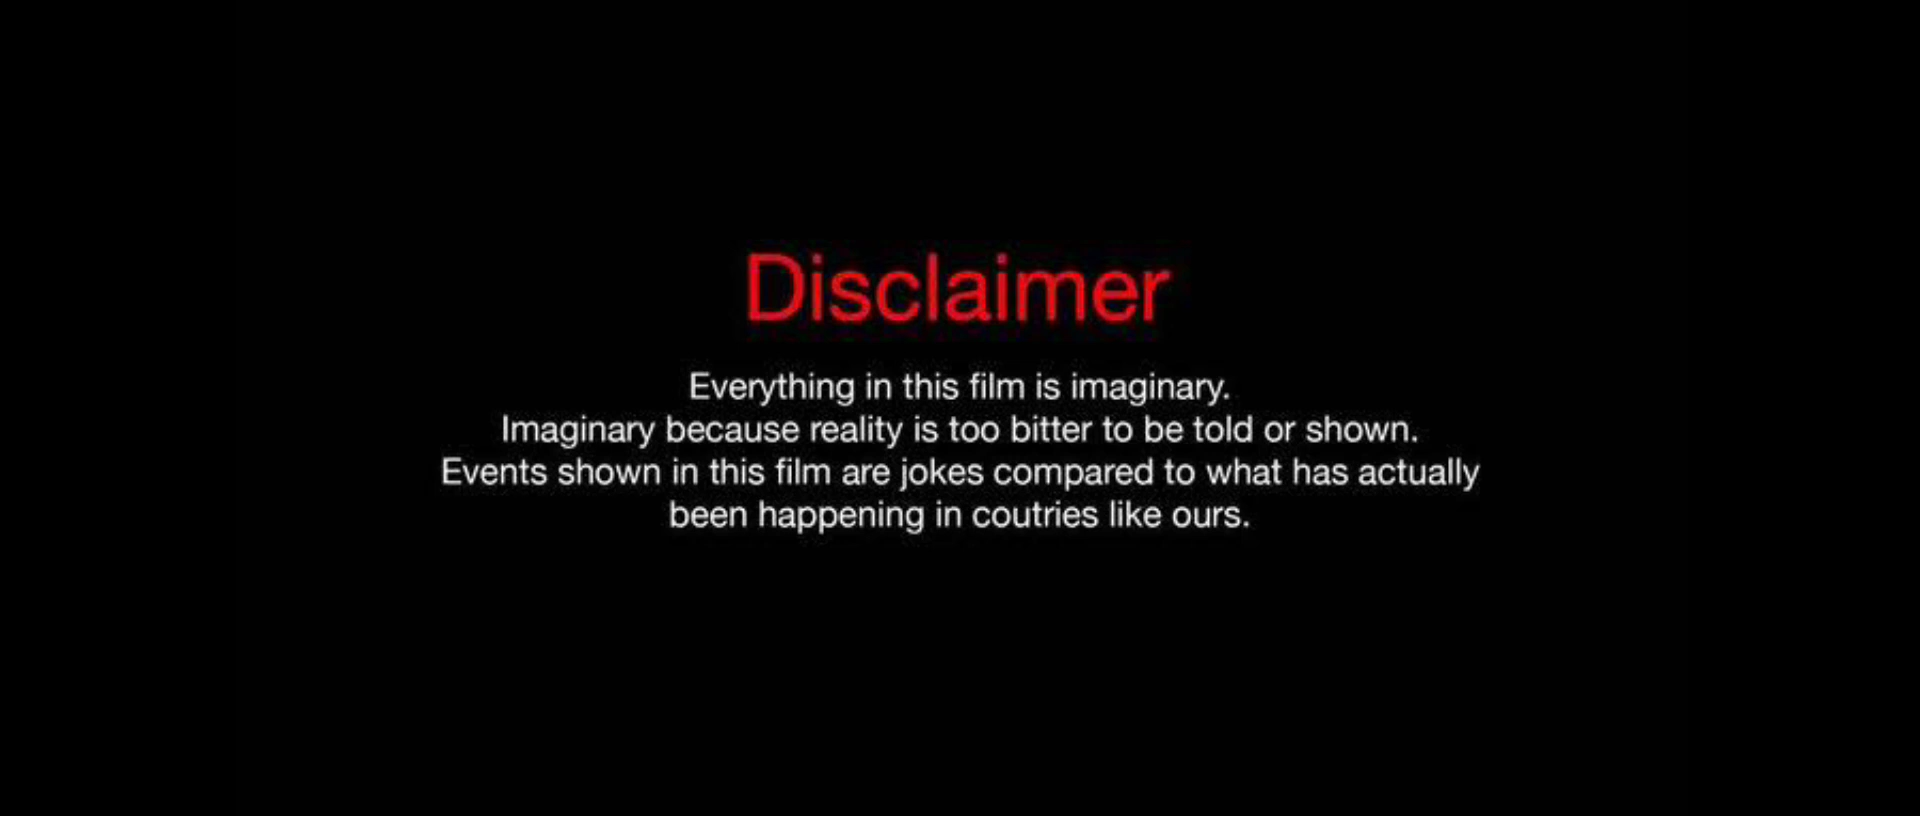 Disclaimer
Everything in this film is imaginary.
Imaginary because reality is too bitter to be told or shown.
Events shown in this film are jokes compared to what has actually
been happening in coutries like ours.